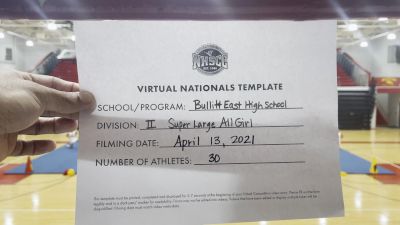 NHSCC
VIRTUAL NATIONALS TEMPLATE
SCHOOL/PROGRAM: Bullitt East High School
DIVISION: II Super Large All Girl
FILMING DATE: April 13, 2021
NUMBER OF ATHLETES: 30